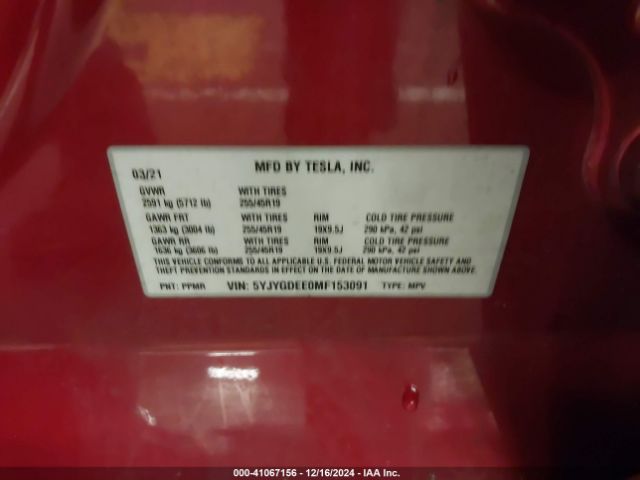 03/21 MFD BY TESLA, INC.
GVWR WITH TIRES
2591 kg (5712 lb) 255/45R19
GAWR FRT WITH TIRES RIM COLD TIRE PRESSURE
1363 kg (3004 lb) 255/45R19 19X9.5J 290 kPa, 42 psi
GAWR RR WITH TIRES RIM COLD TIRE PRESSURE
1636 kg (3606 lb) 255/45R19 19X9.5J 290 kPa, 42 psi
THIS VEHICLE CONFORMS TO ALL APPLICABLE U.S. FEDERAL MOTOR VEHICLE SAFETY AND
THEFT PREVENTION STANDARDS IN EFFECT ON THE DATE OF MANUFACTURE SHOWN ABOVE.
PNT: PPMR VIN: 5YJYGDEE0MF153091 TYPE: MPV
000-41067156 - 12/16/2024 - IAA Inc.